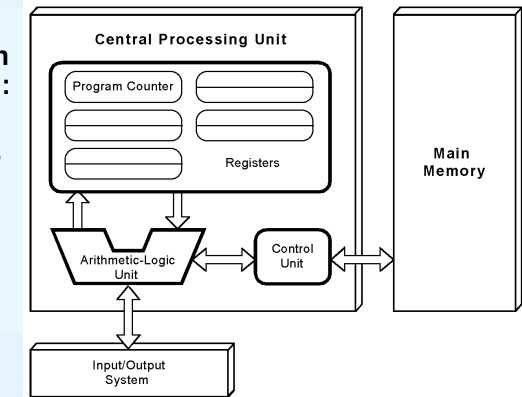 n
:
Central Processing Unit
Program Counter
Registers
Main
Memory
Arithmetic-Logic
Unit
Control
Unit
Input/Output
System